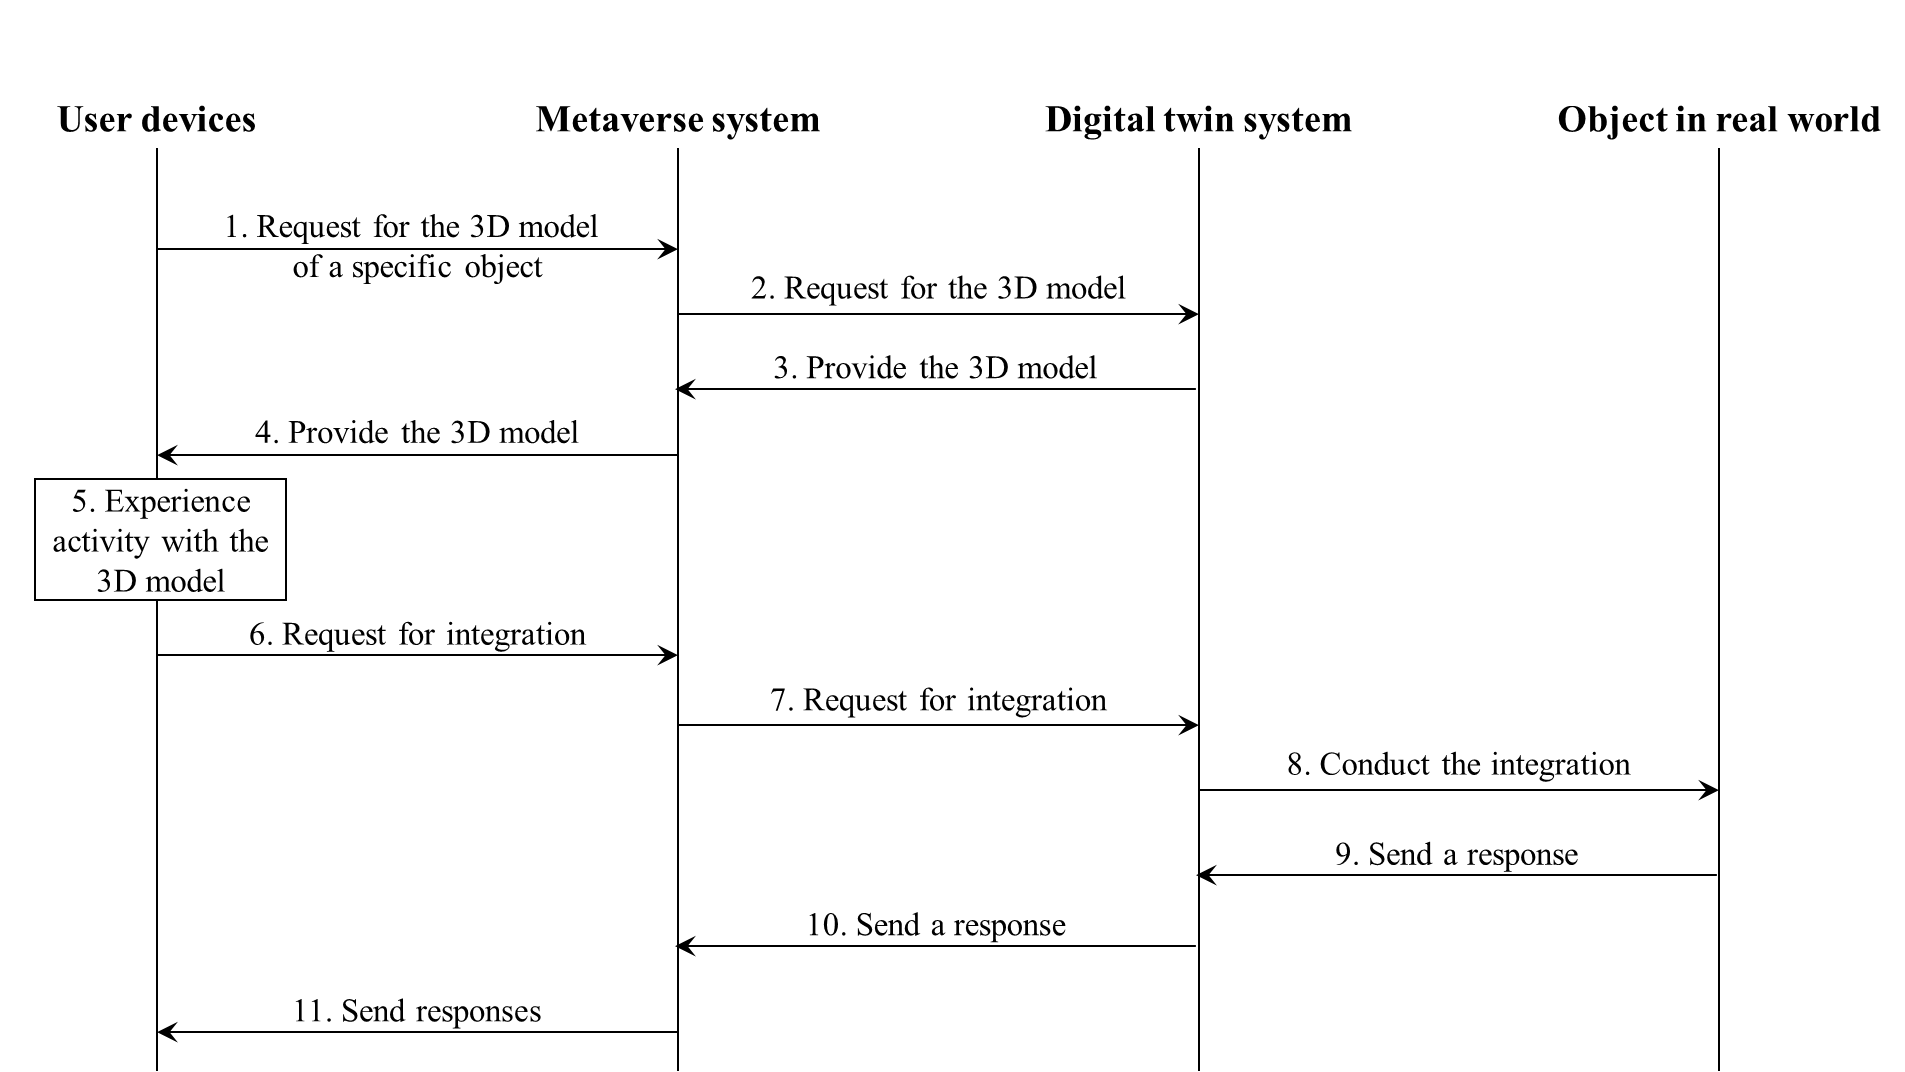 User devices
Metaverse system
Digital twin system
Object in real world
1. Request for the 3D model
of a specific object
2. Request for the 3D model
3. Provide the 3D model
4. Provide the 3D model
5. Experience
activity with the
3D model
6. Request for integration
7. Request for integration
8. Conduct the integration
9. Send a response
10. Send a response
11. Send responses